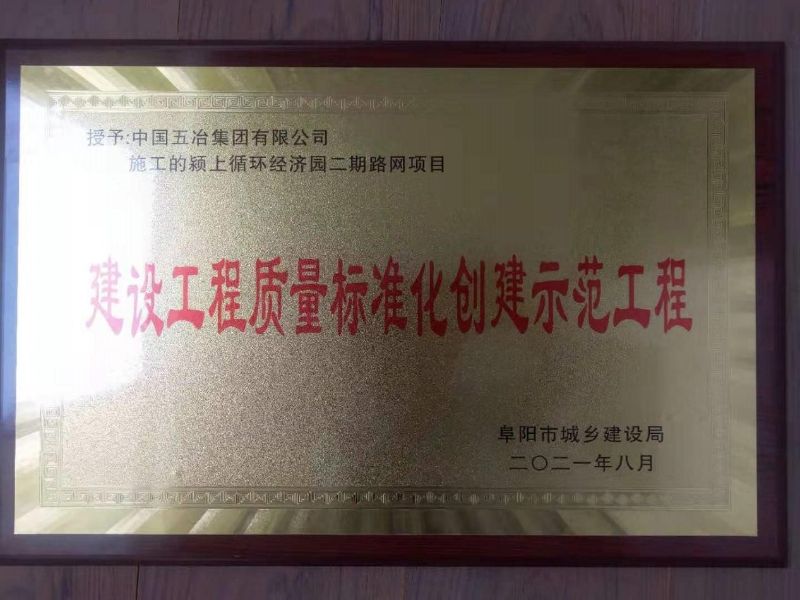 授予:中国五冶集团有限公司
施工的颍上循环经济园二期路网项目
建设工程质量标准化创建示范工程
阜阳市城乡建设局
二〇二一年八月